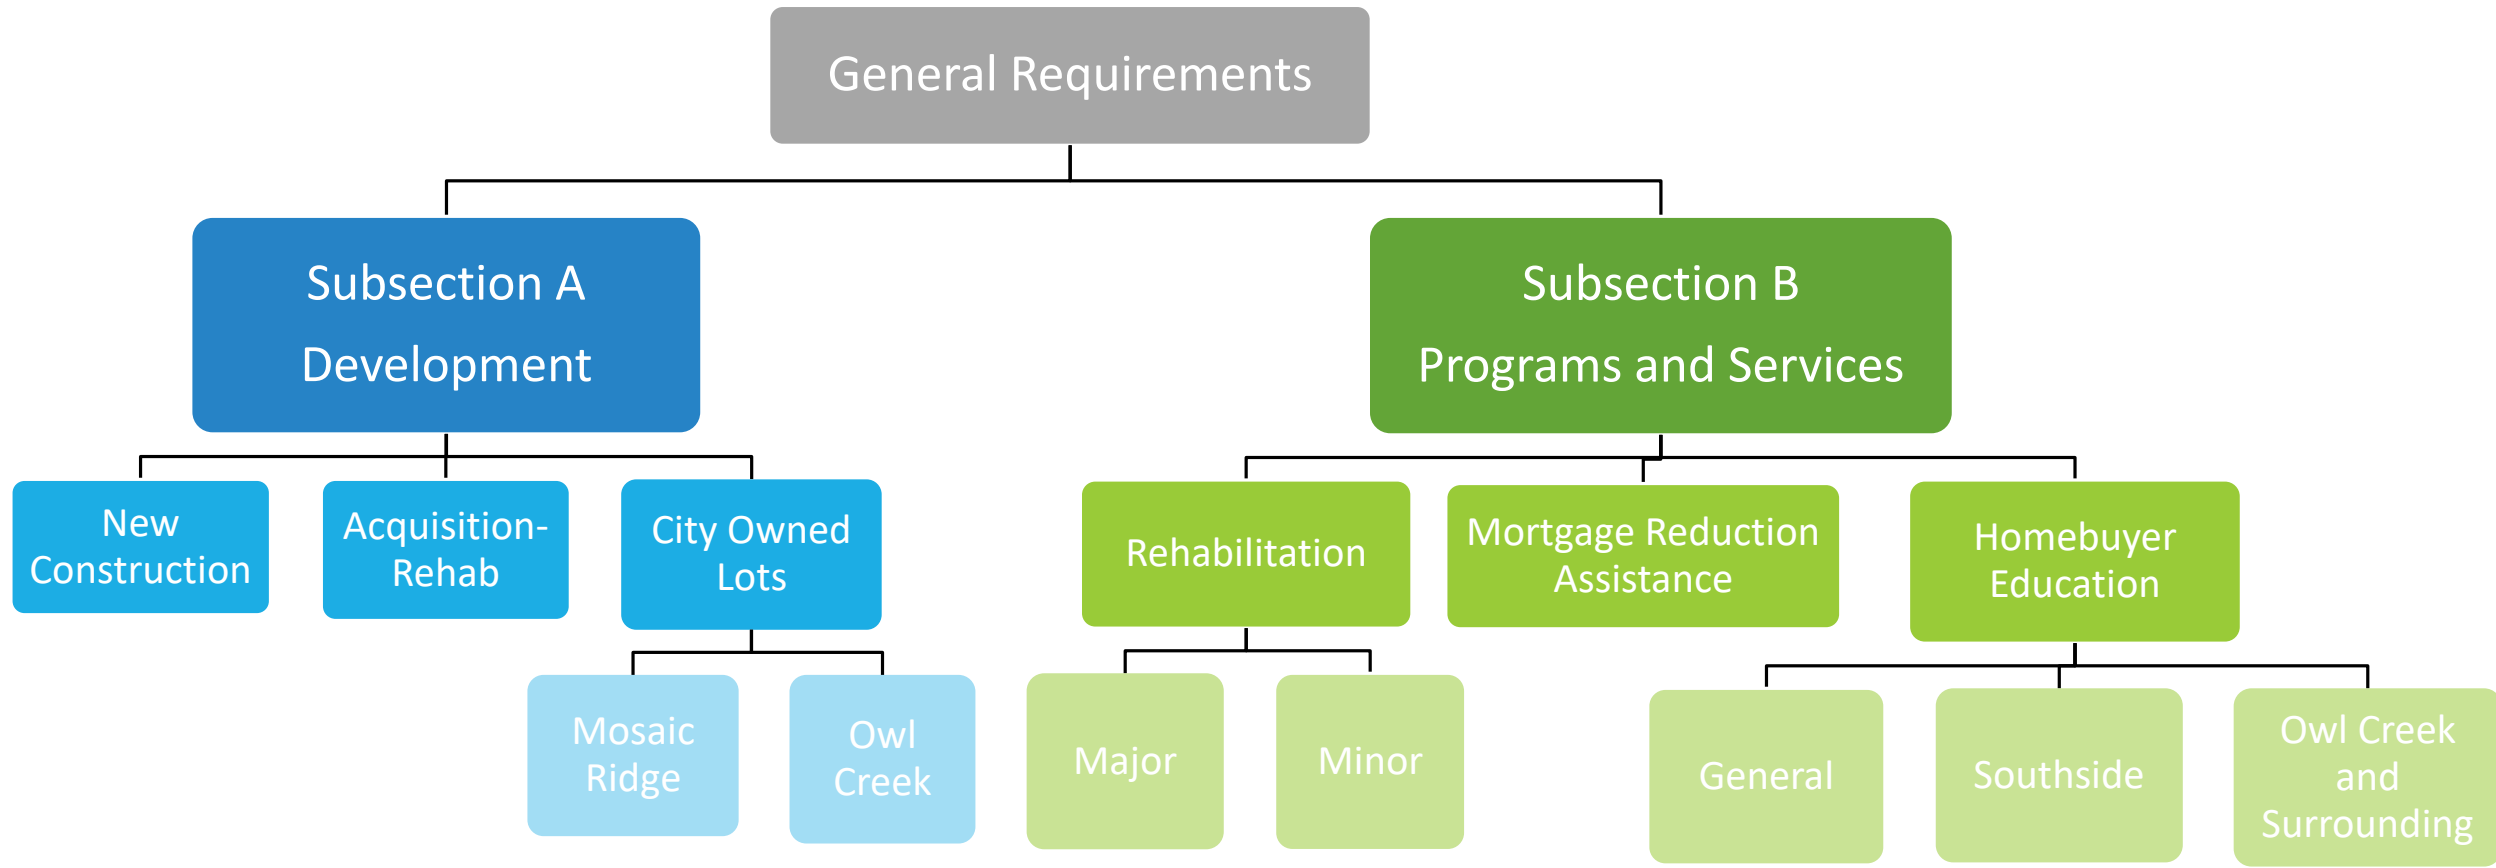 General Requirements
Subsection A
Development
Subsection B
Programs and Services
New
Construction
Acquisition-
Rehab
City Owned
Lots
Rehabilitation
Mortgage Reduction
Assistance
Homebuyer
Education
Mosaic
Ridge
Owl
Creek
Major
Minor
General
Southside
Owl Creek
and
Surrounding